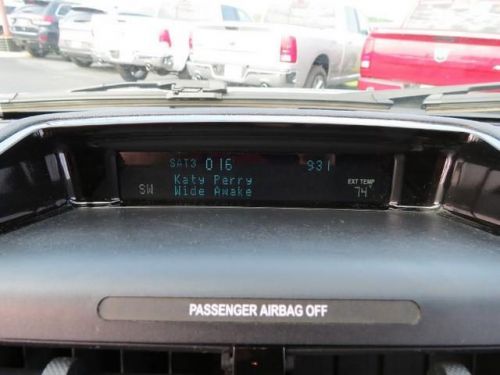 SAT3 016 931
Katy Perry
SW Wide Awake
EXT TEMP
74°
PASSENGER AIRBAG OFF